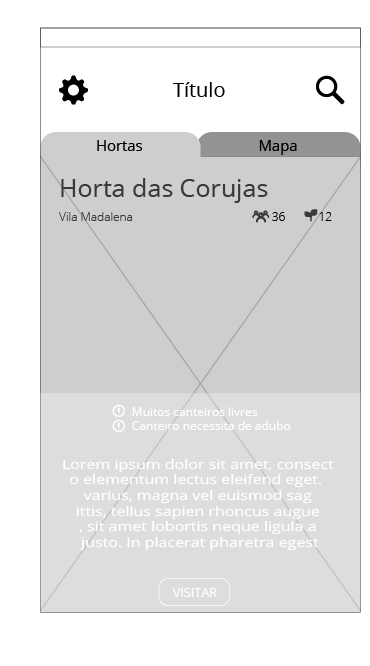 Título
Hortas
Mapa
Horta das Corujas
Vila Madalena
36
12
Muitos canteiros livres
Canteiro necessita de adubo
Lorem ipsum dolor sit amet, consect
o elementum lectus eleifend eget.
varius, magna vel euismod sag
ittis, tellus sapien rhoncus augue
, sit amet lobortis neque ligula a
justo. In placerat pharetra egest
VISITAR